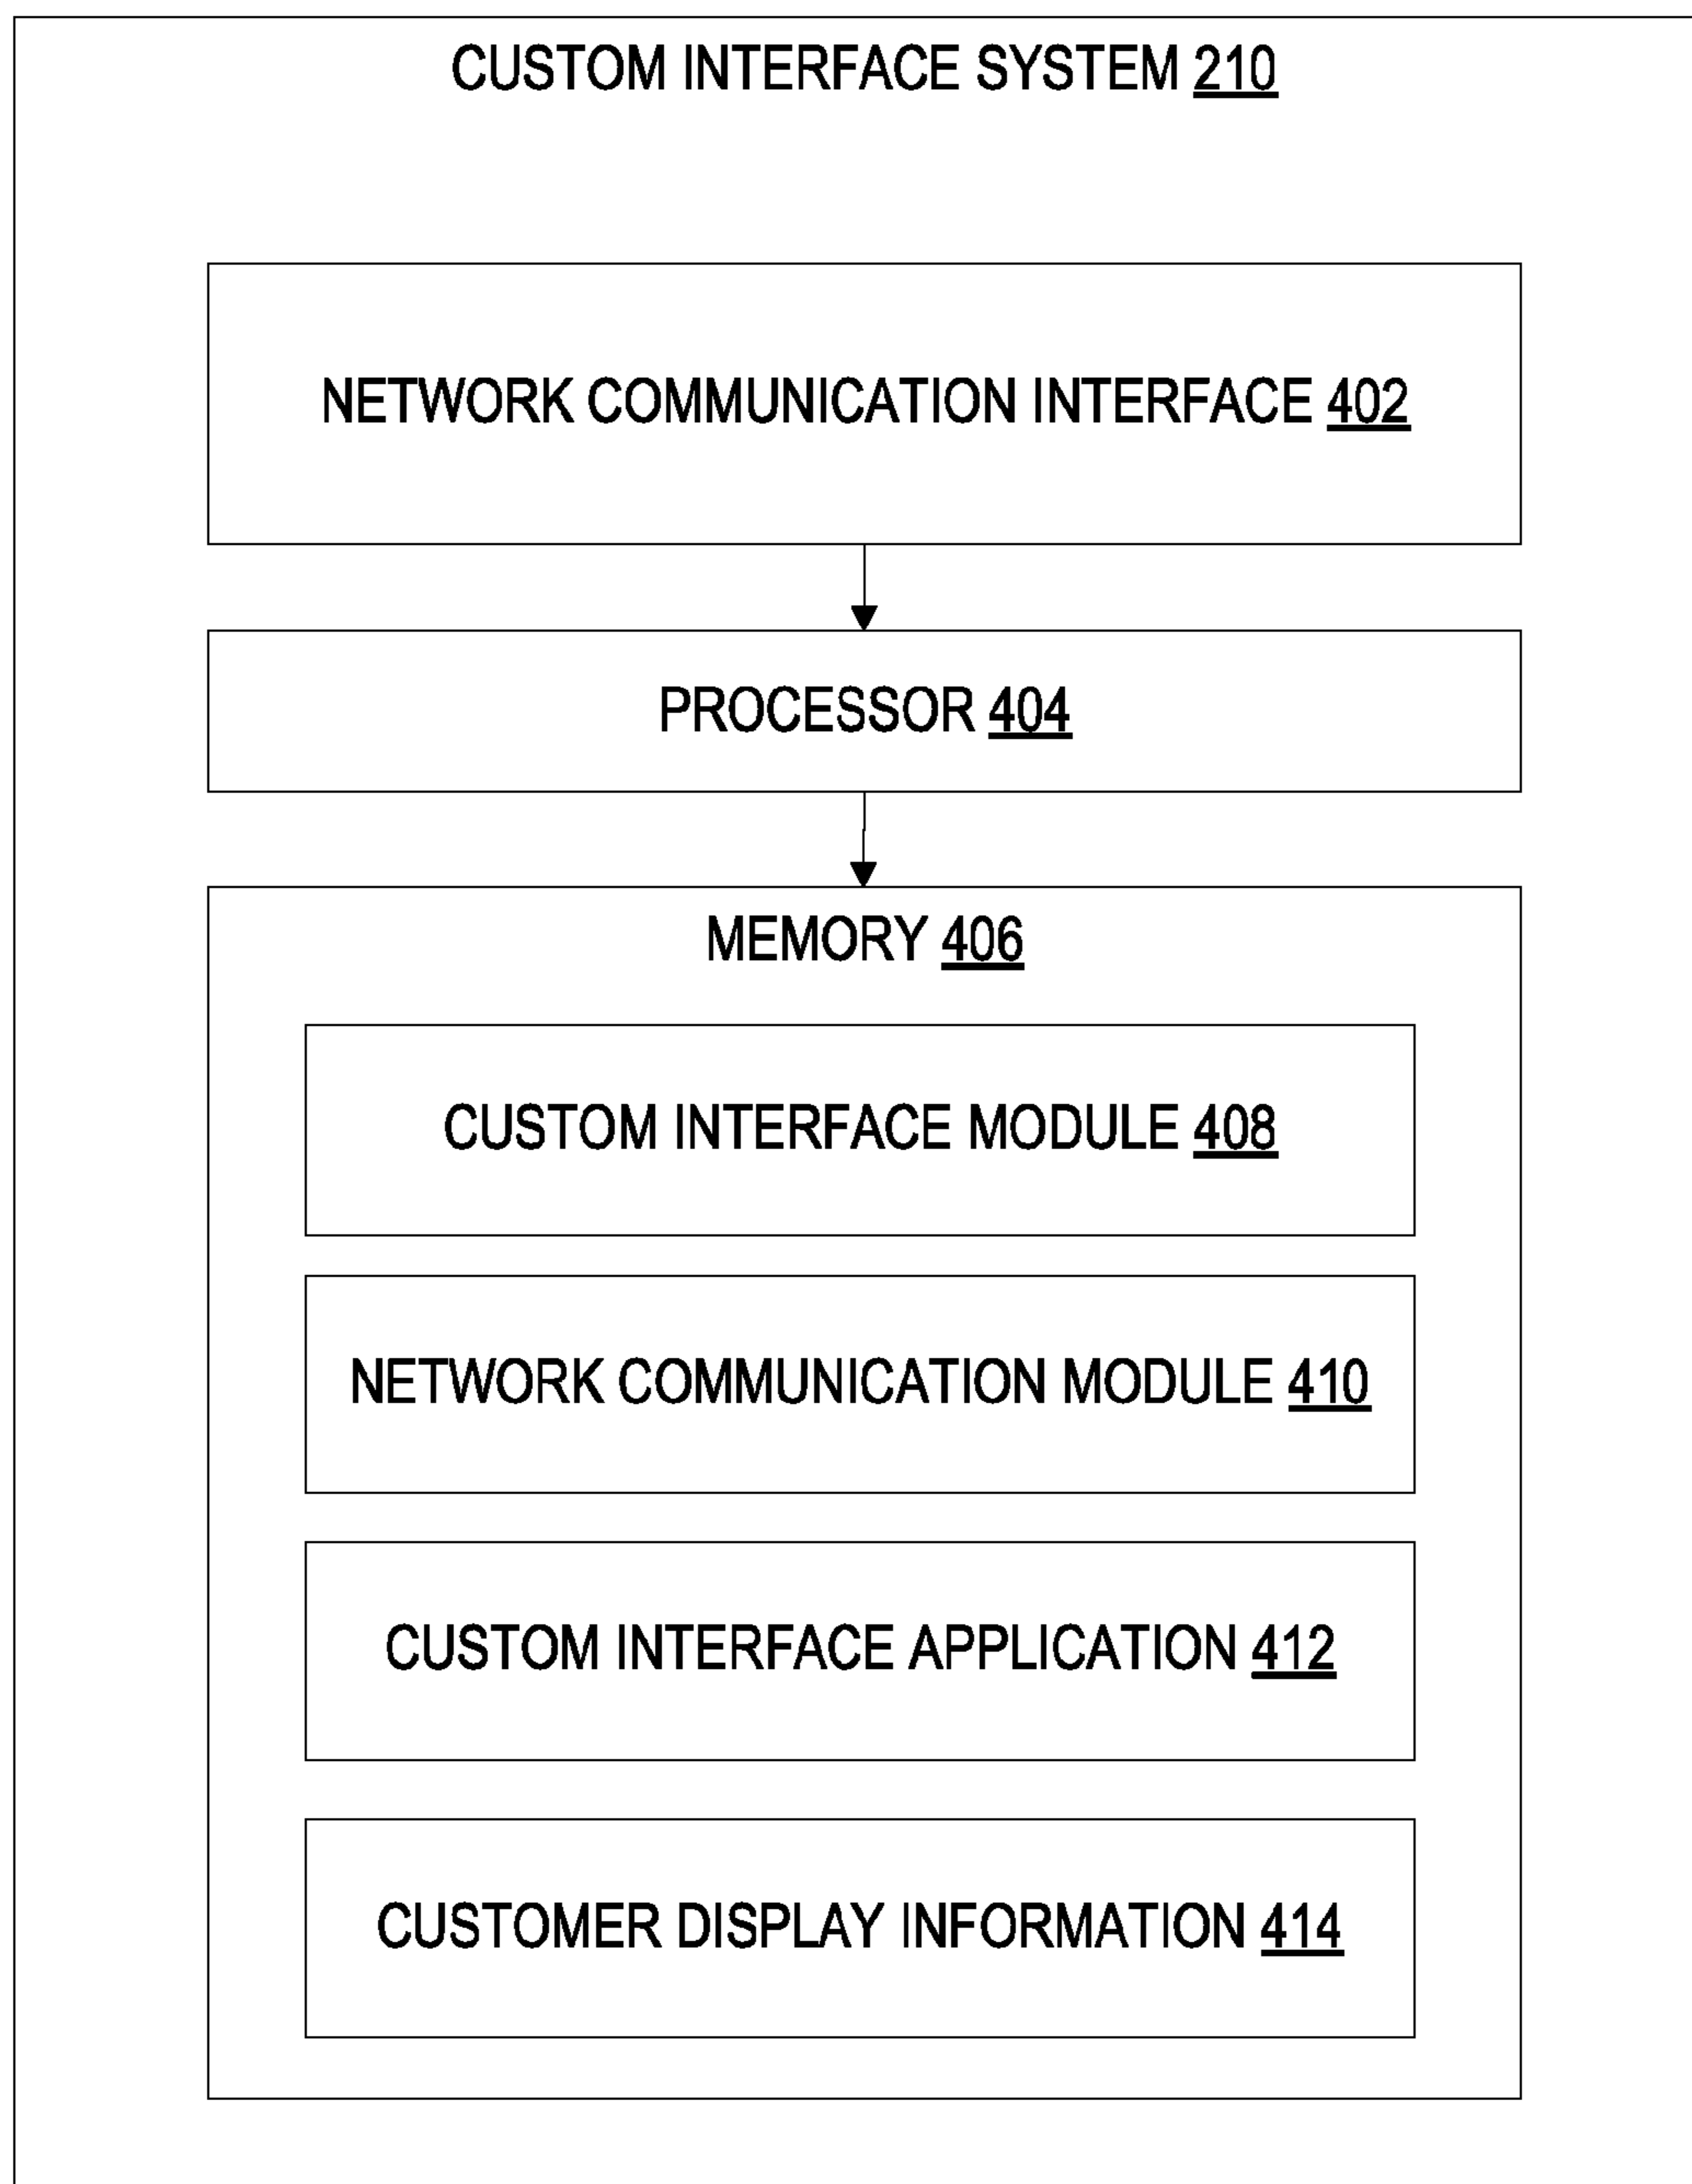 CUSTOM INTERFACE SYSTEM 210
NETWORK COMMUNICATION INTERFACE 402
PROCESSOR 404
MEMORY 406
CUSTOM INTERFACE MODULE 408
NETWORK COMMUNICATION MODULE 410
CUSTOM INTERFACE APPLICATION 412
CUSTOMER DISPLAY INFORMATION 414